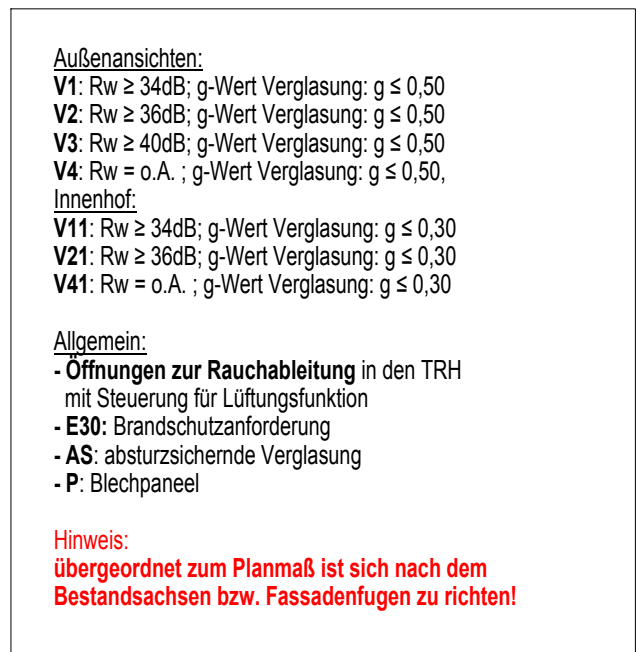 Außenansichten:
V1: Rw ≥ 34dB; g-Wert Verglasung: g ≤ 0,50
V2: Rw ≥ 36dB; g-Wert Verglasung: g ≤ 0,50
V3: Rw ≥ 40dB; g-Wert Verglasung: g ≤ 0,50
V4: Rw = o.A. ; g-Wert Verglasung: g ≤ 0,50,
Innenhof:
V11: Rw ≥ 34dB; g-Wert Verglasung: g ≤ 0,30
V21: Rw ≥ 36dB; g-Wert Verglasung: g ≤ 0,30
V41: Rw = o.A. ; g-Wert Verglasung: g ≤ 0,30
Allgemein:
- Öffnungen zur Rauchableitung in den TRH
mit Steuerung für Lüftungsfunktion
- E30: Brandschutzanforderung
- AS: absturzsichernde Verglasung
- P: Blechpaneel
Hinweis:
übergeordnet zum Planmaß ist sich nach dem
Bestandsachsen bzw. Fassadenfugen zu richten!